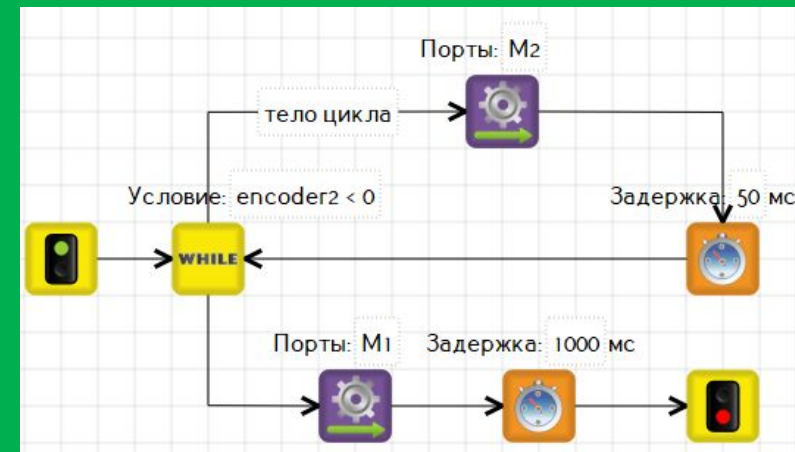 Порты: M2
тело цикла
Условие: encoder2 < 0
Задержка: 50 мс
WHILE
Порты: M1
Задержка: 1000 мс